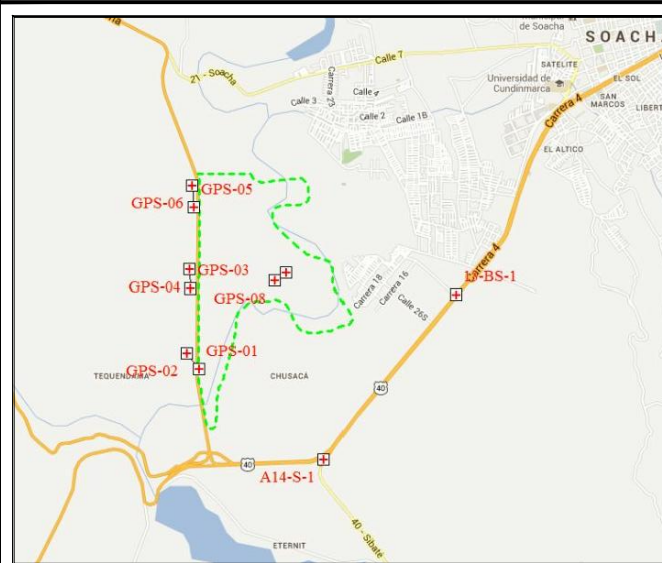 de Soacha
SOACHA
SATELITE
21 - Soacha
Calle 7
Universidad de
Cundinmarca
EL SOL
SAN
MARCOS
LIBERT
Carrera 23
Calle
Calle 3
Calle 2
Calle 1B
Carrera 4
EL ALTICO
GPS-05
GPS-06
GPS-03
GPS-04
GPS-08
Carrera 18
Carrera 16
Calle 26S
-BS-1
Carrera 4
GPS-01
GPS-02
TEQUENDAMA
CHUSACÁ
40
40
A14-S-1
40 - Sibaté
ETERNIT